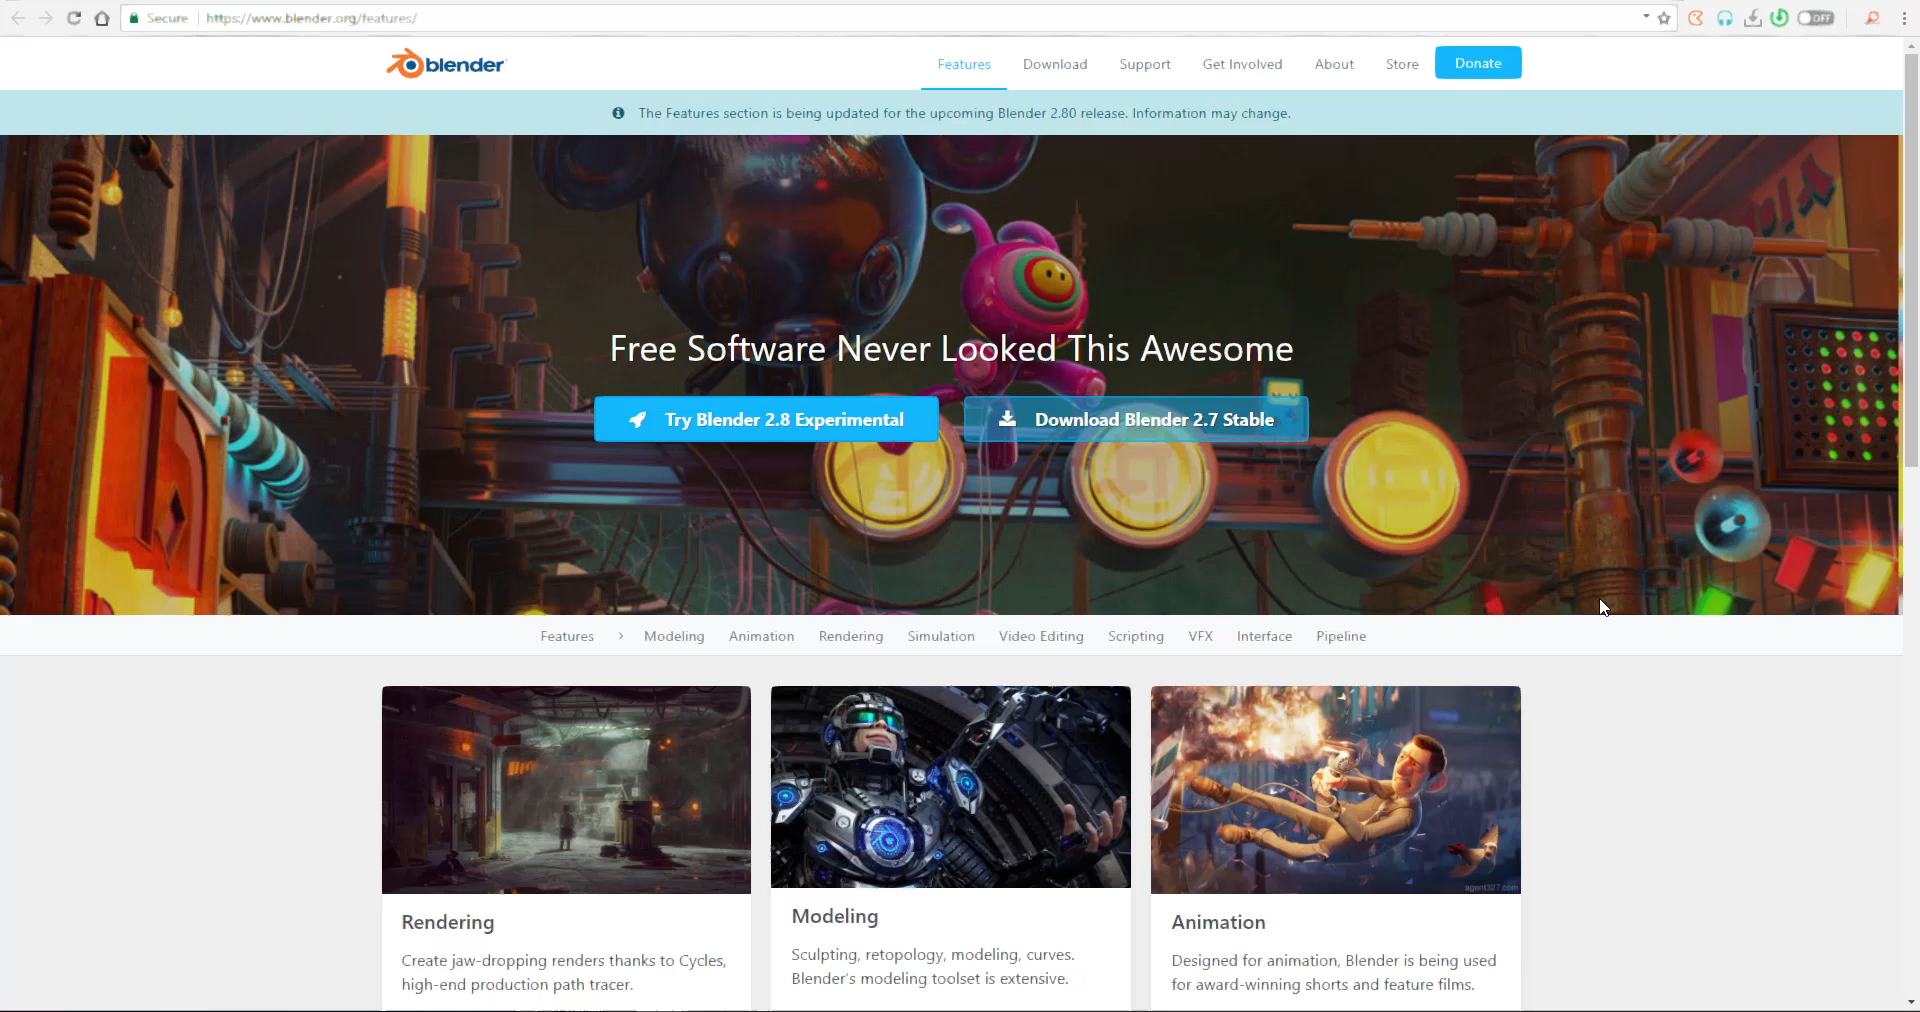 Secure https://www.blender.org/features/
OFF
blender
Features Download Support Get Involved About Store Donate
The Features section is being updated for the upcoming Blender 2.80 release. Information may change.
Free Software Never Looked This Awesome
Try Blender 2.8 Experimental Download Blender 2.7 Stable
Features > Modeling Animation Rendering Simulation Video Editing Scripting VFX Interface Pipeline
agent327.com
Rendering
Create jaw-dropping renders thanks to Cycles,
high-end production path tracer.
Modeling
Sculpting, retopology, modeling, curves.
Blender's modeling toolset is extensive.
Animation
Designed for animation, Blender is being used
for award-winning shorts and feature films.